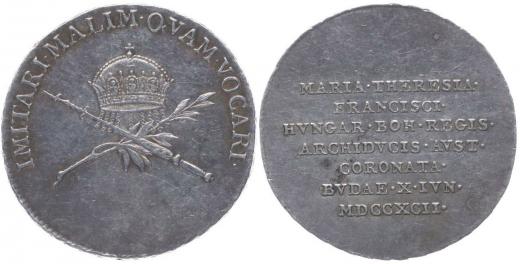 IMITARI·MALIM·QVAM·VOCARI·
MARIA·THERESIA·
FRANCISCI·
HVNGAR·BOH·REGIS·
ARCHIDVCIS·AVST·
CORONATA·
BVDAE·X·IVN·
MDCCXCII·